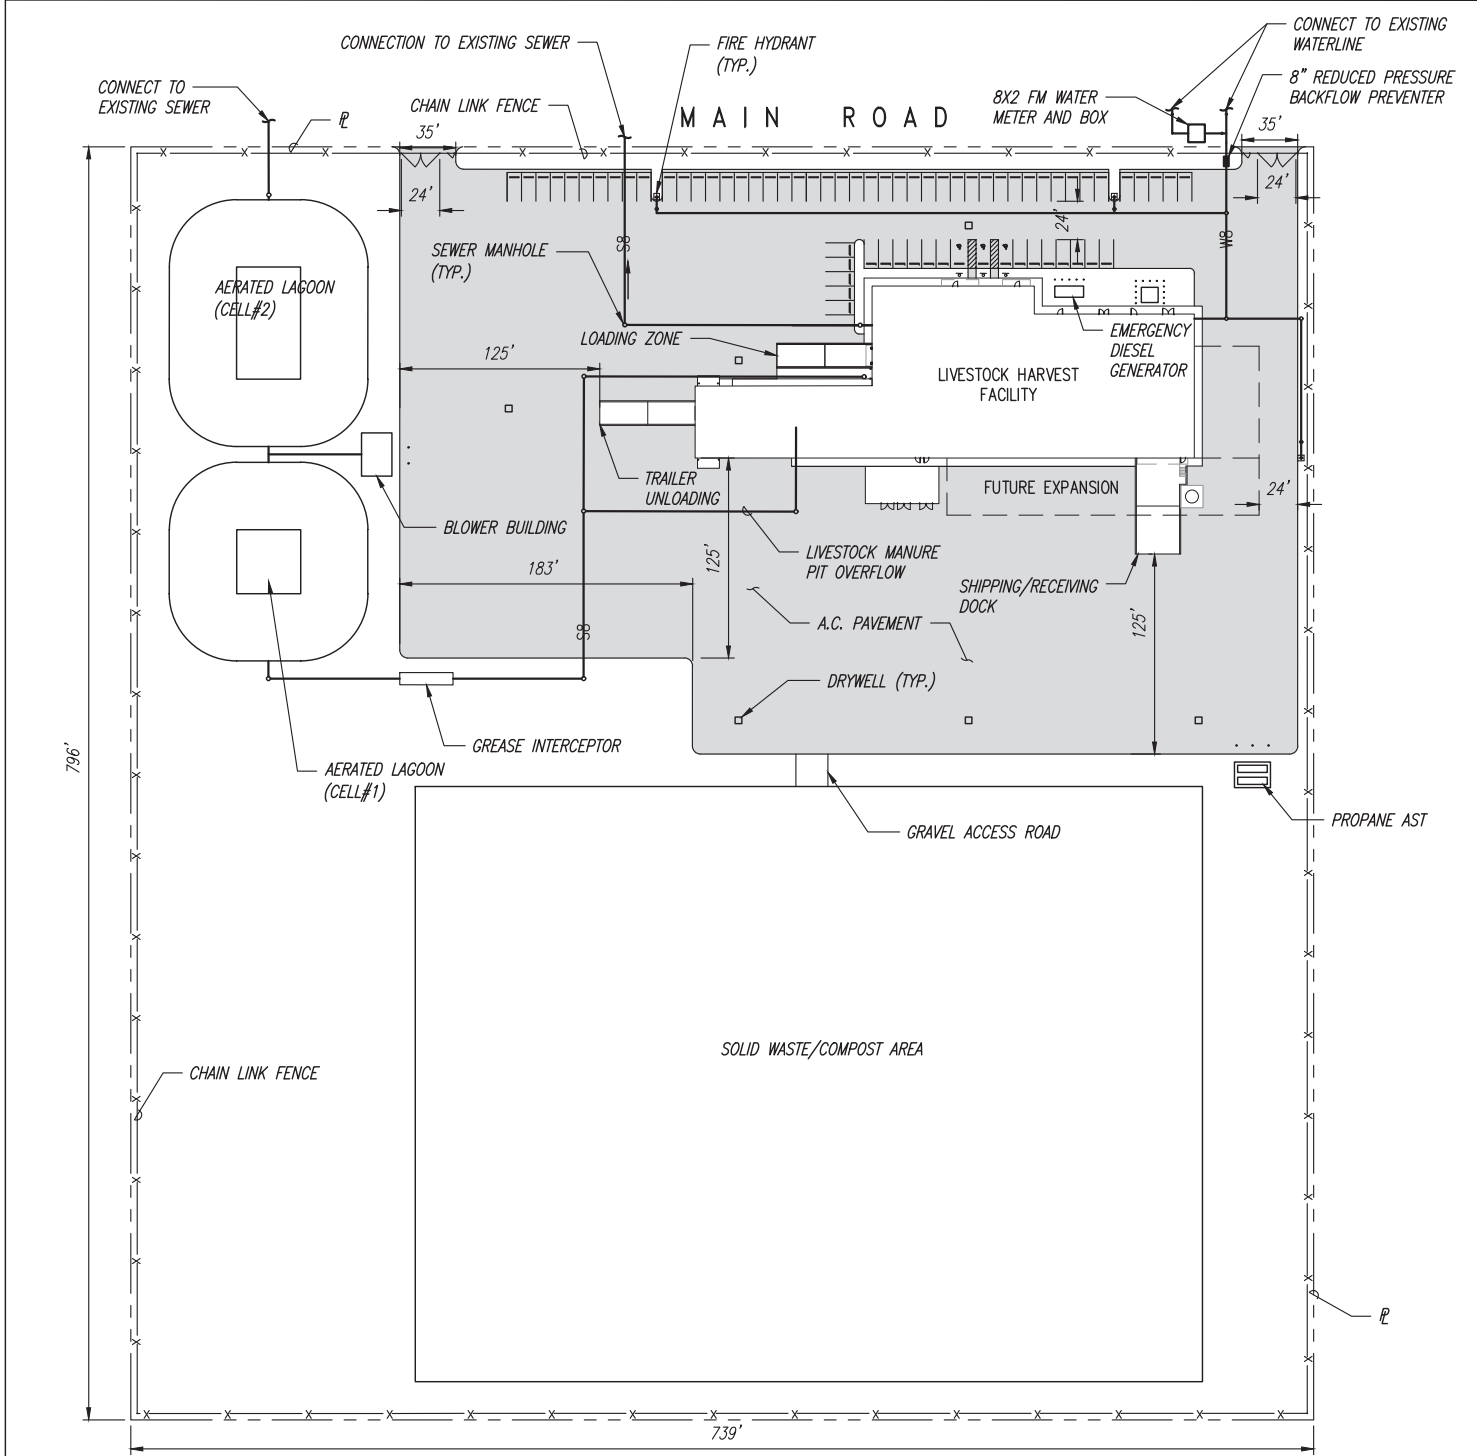 CONNECTION TO EXISTING SEWER
FIRE HYDRANT
(TYP.)
CONNECT TO EXISTING
WATERLINE
CONNECT TO
EXISTING SEWER
CHAIN LINK FENCE
MAIN ROAD
8X2 FM WATER
METER AND BOX
8" REDUCED PRESSURE
BACKFLOW PREVENTER
PL
35'
35'
24'
24'
24'
SEWER MANHOLE
(TYP.)
S8
W8
AERATED LAGOON
(CELL#2)
LOADING ZONE
EMERGENCY
DIESEL
GENERATOR
125'
LIVESTOCK HARVEST
FACILITY
TRAILER
UNLOADING
FUTURE EXPANSION
24'
BLOWER BUILDING
LIVESTOCK MANURE
PIT OVERFLOW
125'
183'
SHIPPING/RECEIVING
DOCK
125'
A.C. PAVEMENT
S8
DRYWELL (TYP.)
GREASE INTERCEPTOR
796'
AERATED LAGOON
(CELL#1)
GRAVEL ACCESS ROAD
PROPANE AST
SOLID WASTE/COMPOST AREA
CHAIN LINK FENCE
PL
739'